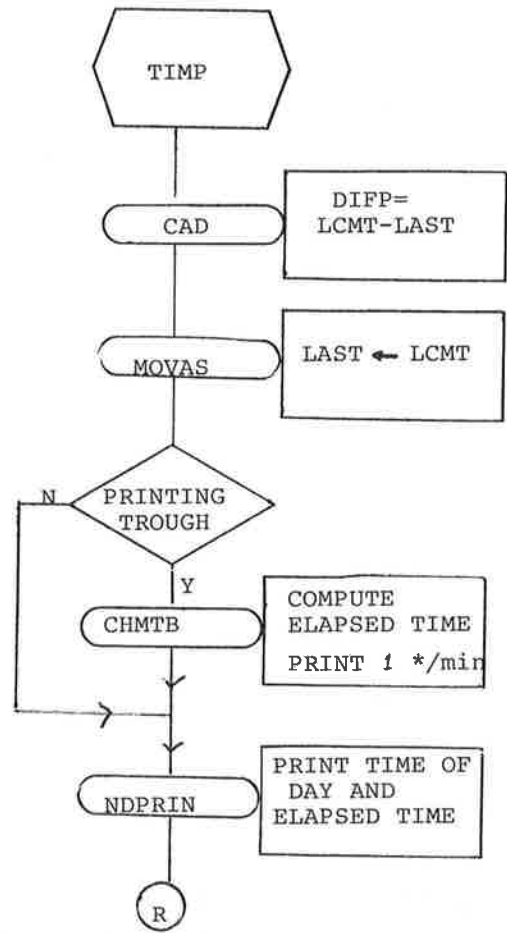 TIMP
CAD
DIFP=
LCMT-LAST
MOVAS
LAST ← LCMT
N
PRINTING
TROUGH
Y
CHMTB
COMPUTE
ELAPSED TIME
PRINT 1 */min
NDPRIN
PRINT TIME OF
DAY AND
ELAPSED TIME
R